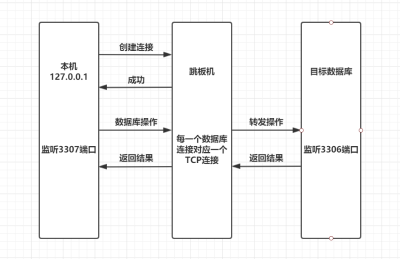 本机
127.0.0.1
监听3307端口
创建连接
成功
数据库操作
返回结果
跳板机
每一个数据库
连接对应一个
TCP连接
转发操作
返回结果
目标数据库
监听3306端口